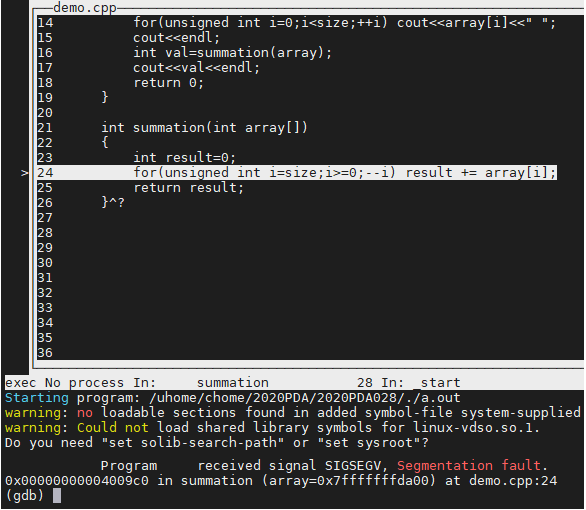 demo.cpp
14 for(unsigned int i=0;i<size;++i) cout<<array[i]<<" ";
15 cout<<endl;
16 int val=summation(array);
17 cout<<val<<endl;
18 return 0;
19 }
20
21 int summation(int array[])
22 {
23 int result=0;
>24 for(unsigned int i=size;i>=0;--i) result += array[i];
25 return result;
26 }^?
27
28
29
30
31
32
33
34
35
36
exec No process In: summation 28 In: _start
Starting program: /uhome/chome/2020PDA/2020PDA028/./a.out
warning: no loadable sections found in added symbol-file system-supplied
warning: Could not load shared library symbols for linux-vdso.so.1.
Do you need "set solib-search-path" or "set sysroot"?
Program received signal SIGSEGV, Segmentation fault.
0x00000000004009c0 in summation (array=0x7fffffffda00) at demo.cpp:24
(gdb)